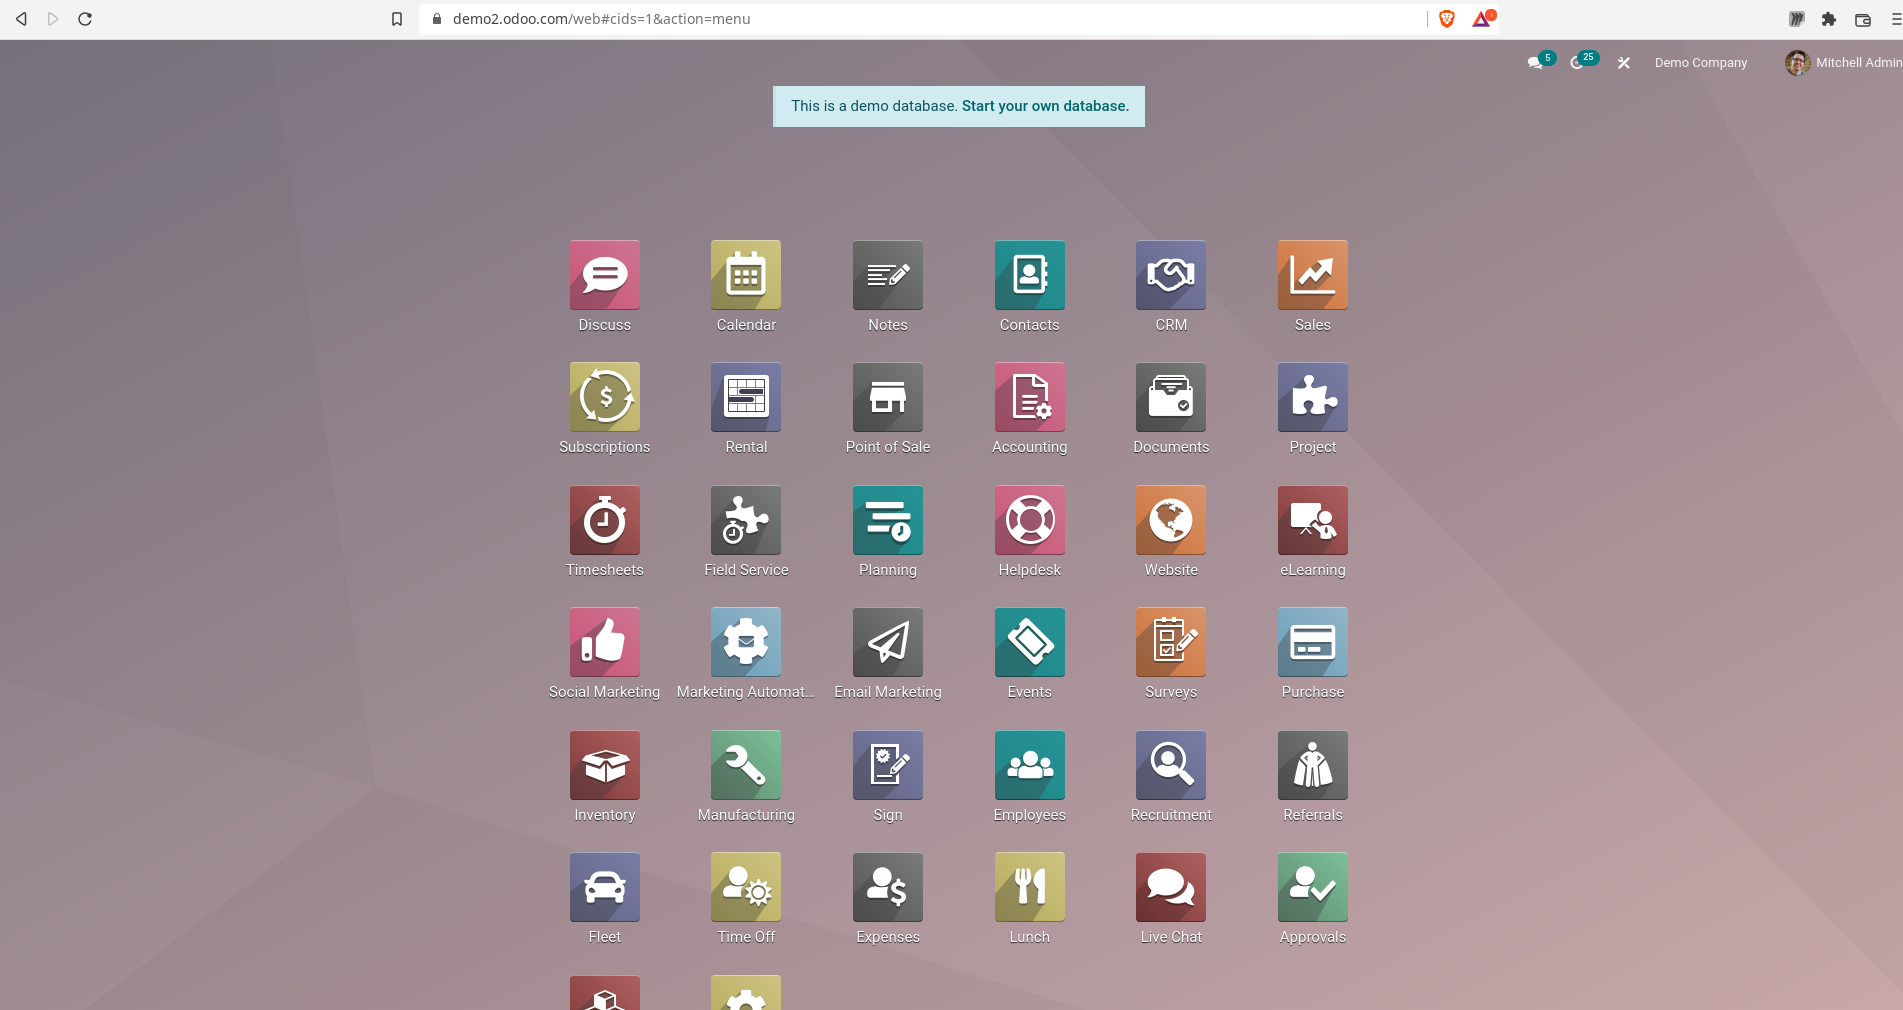 demo2.odoo.com/web#cids=1&action=menu
5
25
Demo Company
Mitchell Admin
This is a demo database. Start your own database.
Discuss
Calendar
Notes
Contacts
CRM
Sales
Subscriptions
Rental
Point of Sale
Accounting
Documents
Project
Timesheets
Field Service
Planning
Helpdesk
Website
eLearning
Social Marketing
Marketing Automat...
Email Marketing
Events
Surveys
Purchase
Inventory
Manufacturing
Sign
Employees
Recruitment
Referrals
Fleet
Time Off
Expenses
Lunch
Live Chat
Approvals